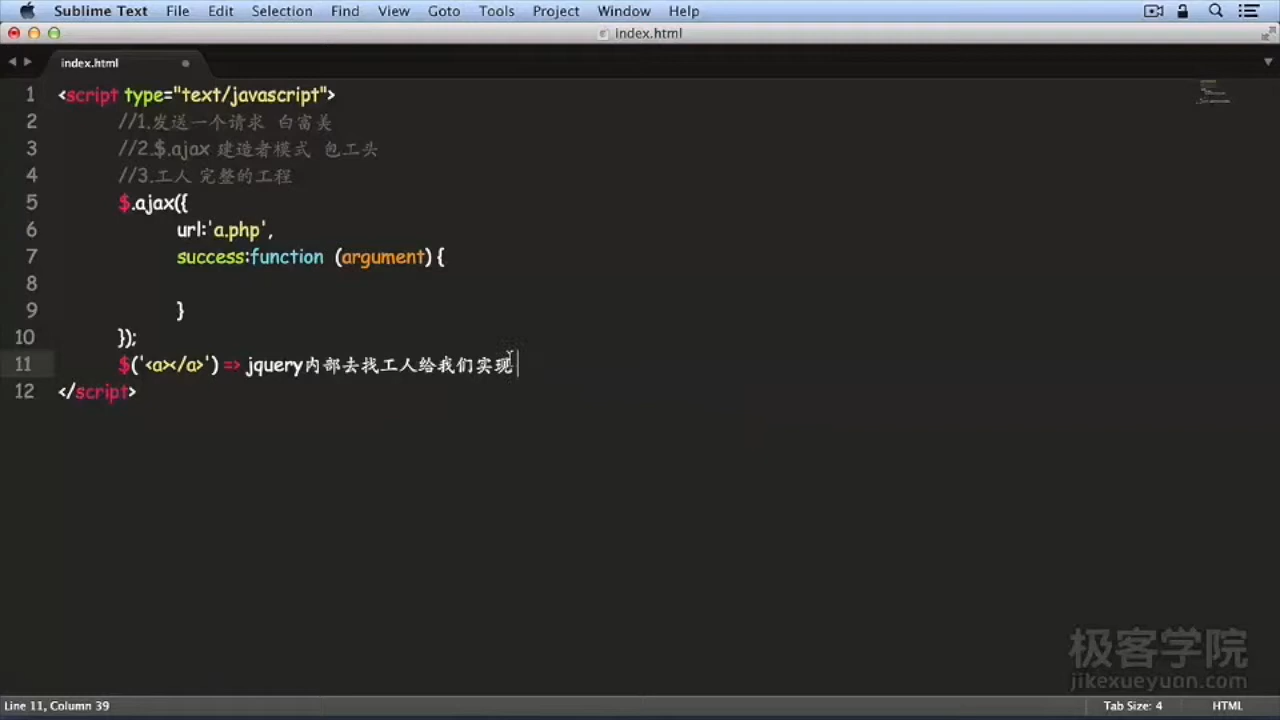 Sublime Text File Edit Selection Find View Goto Tools Project Window Help
index.html
index.html
1 <script type="text/javascript">
2 //1.发送一个请求 白富美
3 //2.$.ajax 建造者模式 包工头
4 //3.工人 完整的工程
5 $.ajax({
6 url:'a.php',
7 success:function (argument) {
8
9 }
10 });
11 $('<a></a>') => jquery内部去找工人给我们实现
12 </script>
极客学院
jikexueyuan.com
Line 11, Column 39 Tab Size: 4 HTML